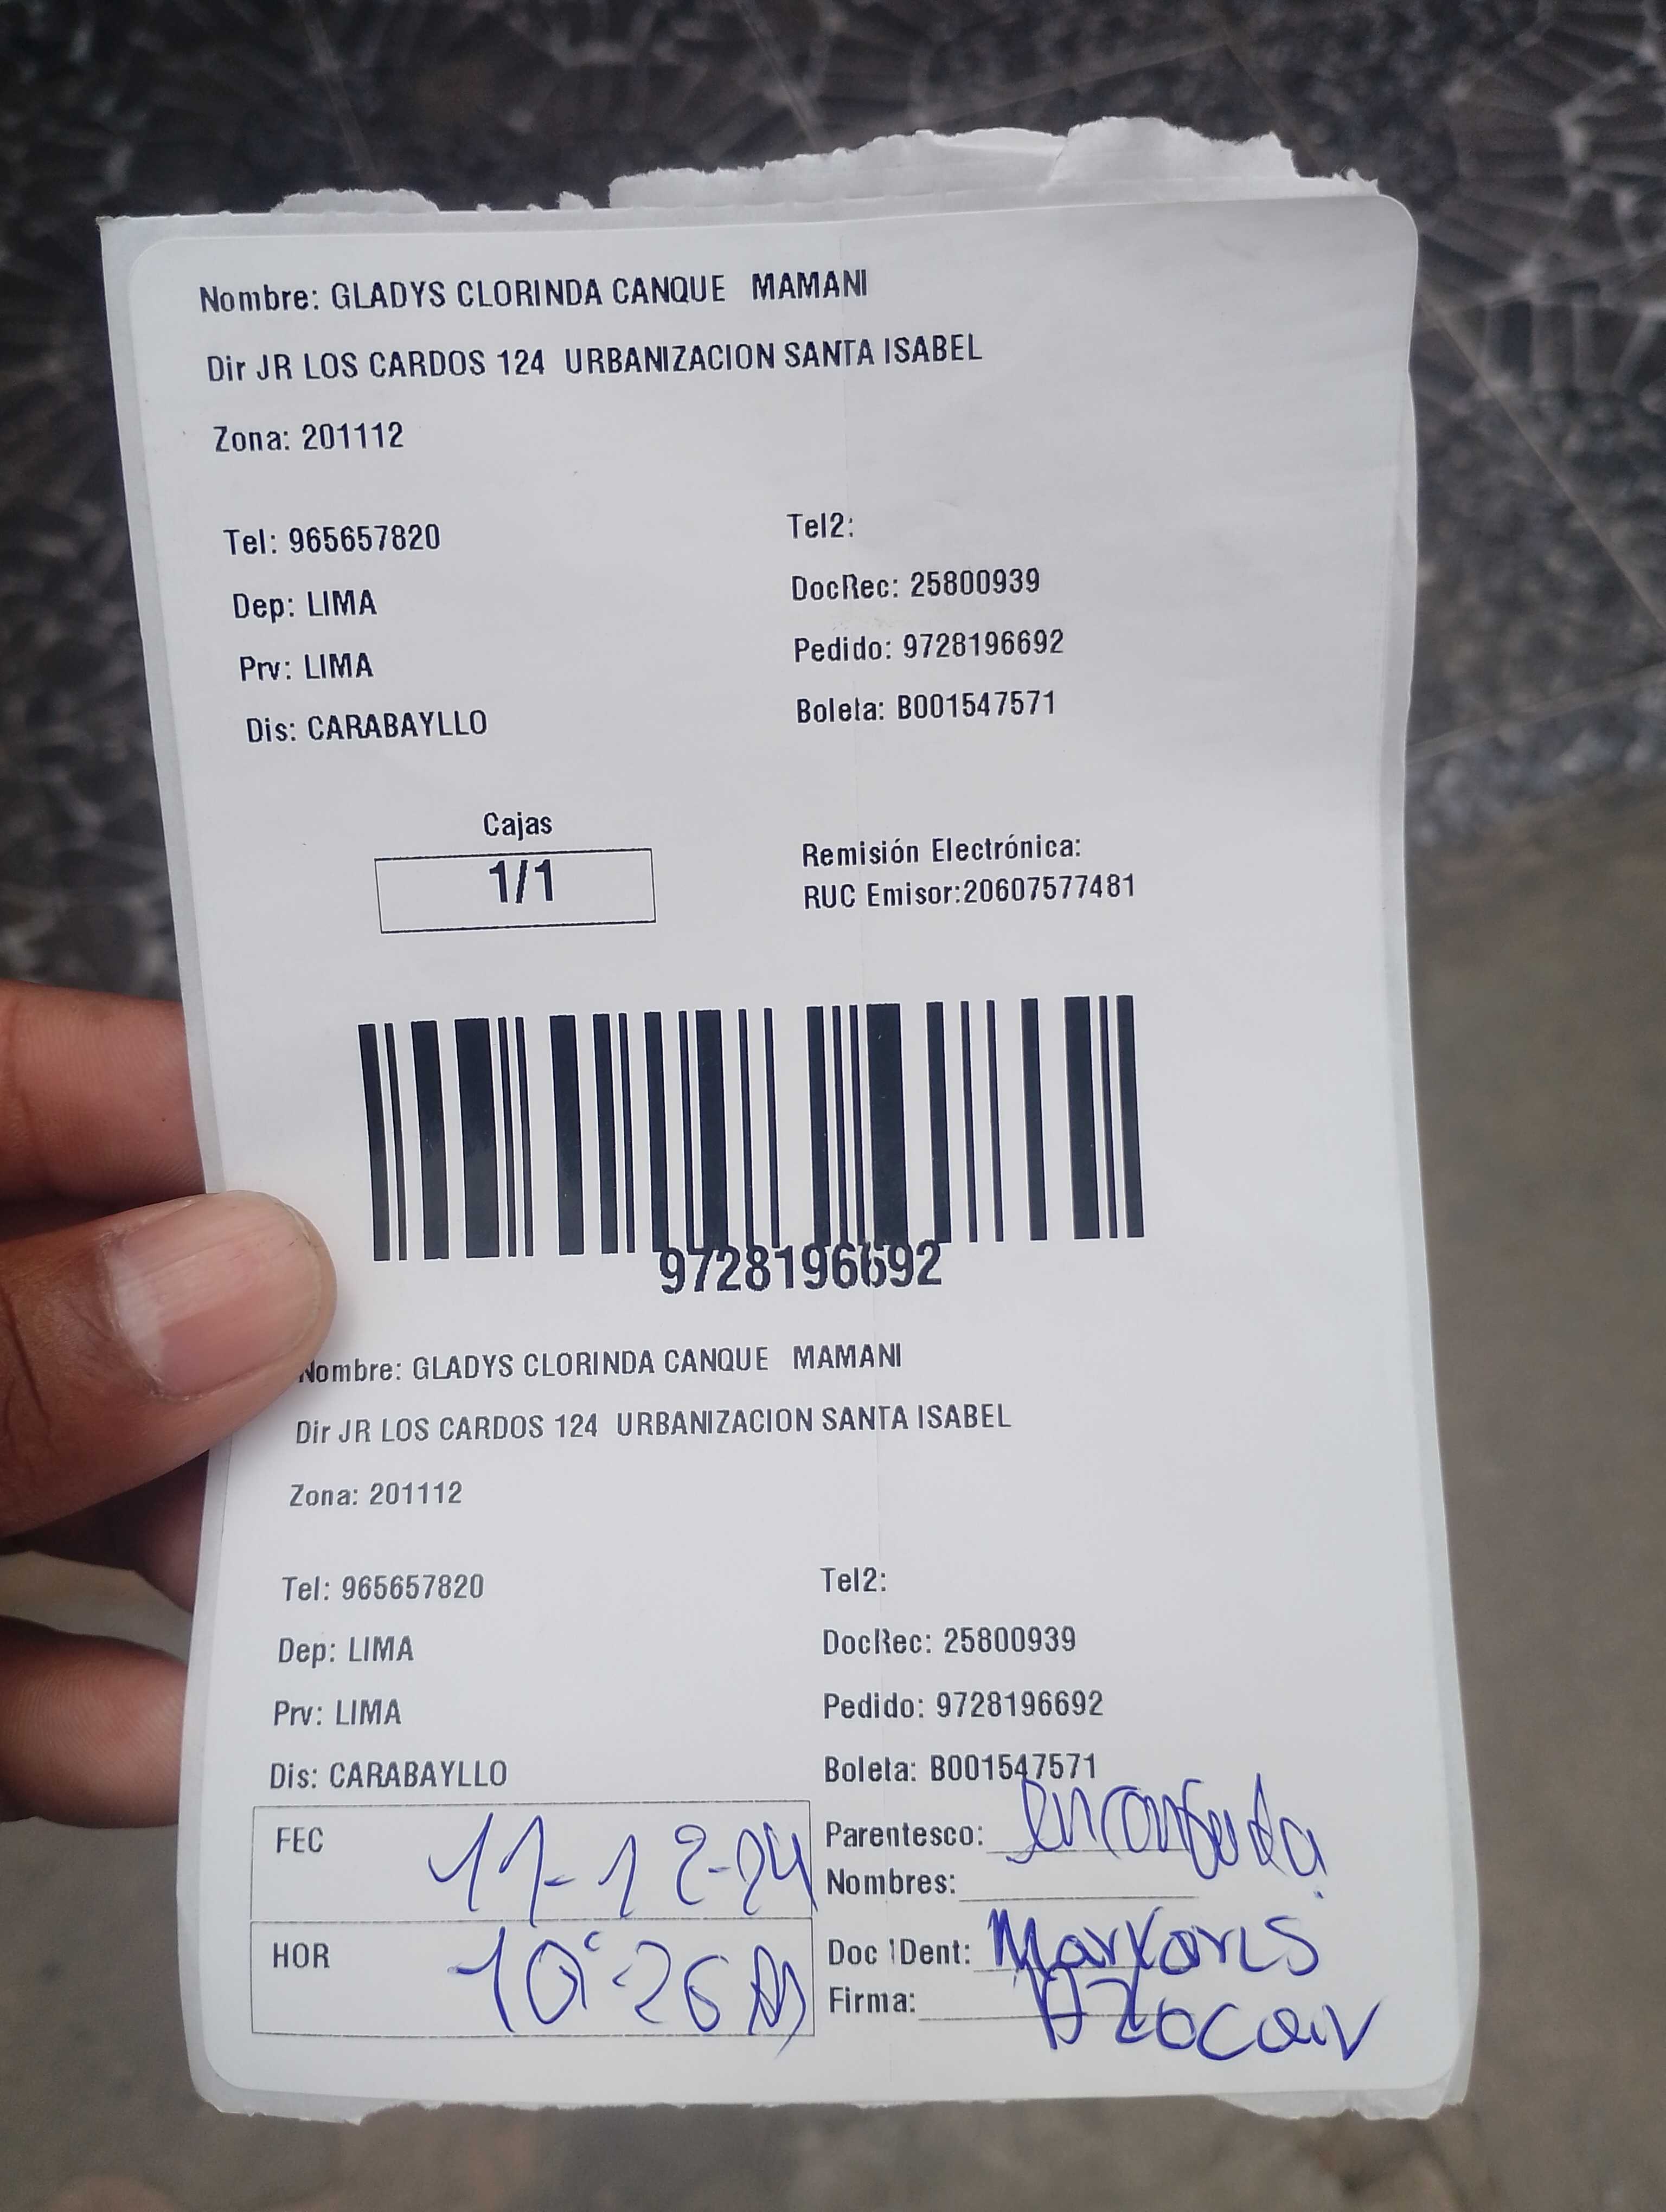 Nombre: GLADYS CLORINDA CANQUE MAMANI
Dir JR LOS CARDOS 124 URBANIZACION SANTA ISABEL
Zona: 201112
Tel: 965657820 Tel2:
Dep: LIMA DocRec: 25800939
Prv: LIMA Pedido: 9728196692
Dis: CARABAYLLO Boleta: B001547571
Cajas
1/1
Remisión Electrónica:
RUC Emisor:20607577481
9728196692
Nombre: GLADYS CLORINDA CANQUE MAMANI
Dir JR LOS CARDOS 124 URBANIZACION SANTA ISABEL
Zona: 201112
Tel: 965657820 Tel2:
Dep: LIMA DocRec: 25800939
Prv: LIMA Pedido: 9728196692
Dis: CARABAYLLO Boleta: B001547571
FEC 11-12-24 Parentesco: encargada
Nombres:
HOR 10:26 Doc IDent:
Firma: Azocar